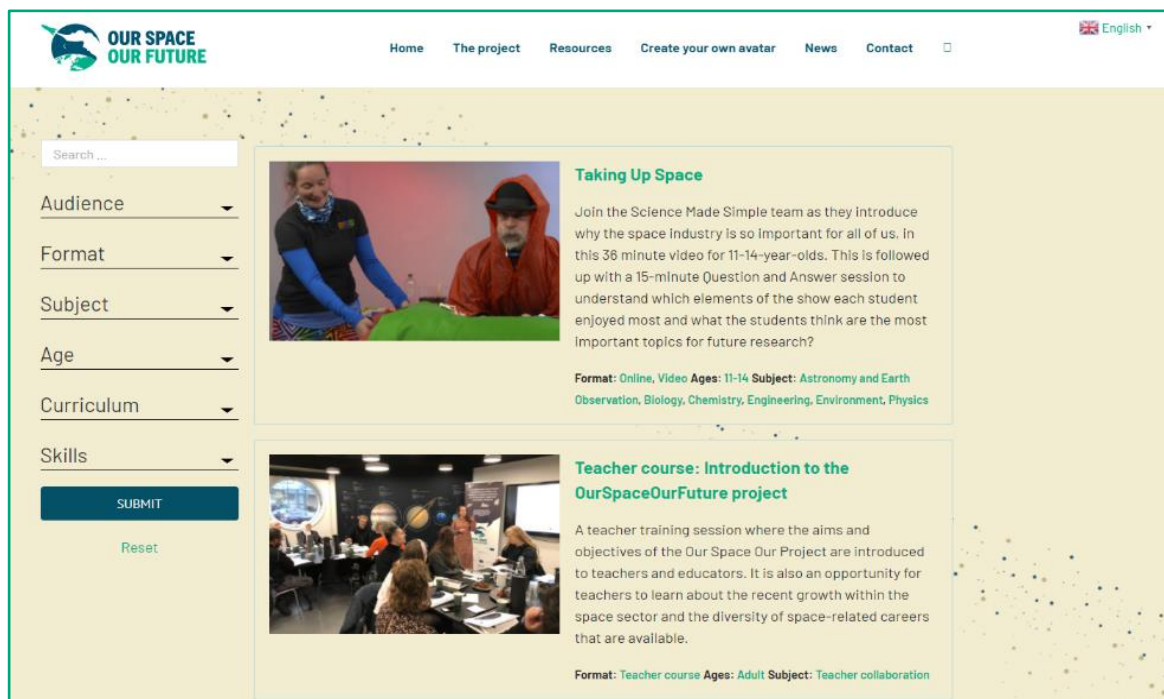 OUR SPACE
OUR FUTURE
Home The project Resources Create your own avatar News Contact
English
Search ...
Audience
Format
Subject
Age
Curriculum
Skills
SUBMIT
Reset
Taking Up Space
Join the Science Made Simple team as they introduce
why the space industry is so important for all of us, in
this 36 minute video for 11-14-year-olds. This is followed
up with a 15-minute Question and Answer session to
understand which elements of the show each student
enjoyed most and what the students think are the most
important topics for future research?
Format: Online, Video Ages: 11-14 Subject: Astronomy and Earth
Observation, Biology, Chemistry, Engineering, Environment, Physics
Teacher course: Introduction to the
OurSpaceOurFuture project
A teacher training session where the aims and
objectives of the Our Space Our Project are introduced
to teachers and educators. It is also an opportunity for
teachers to learn about the recent growth within the
space sector and the diversity of space-related careers
that are available.
Format: Teacher course Ages: Adult Subject: Teacher collaboration